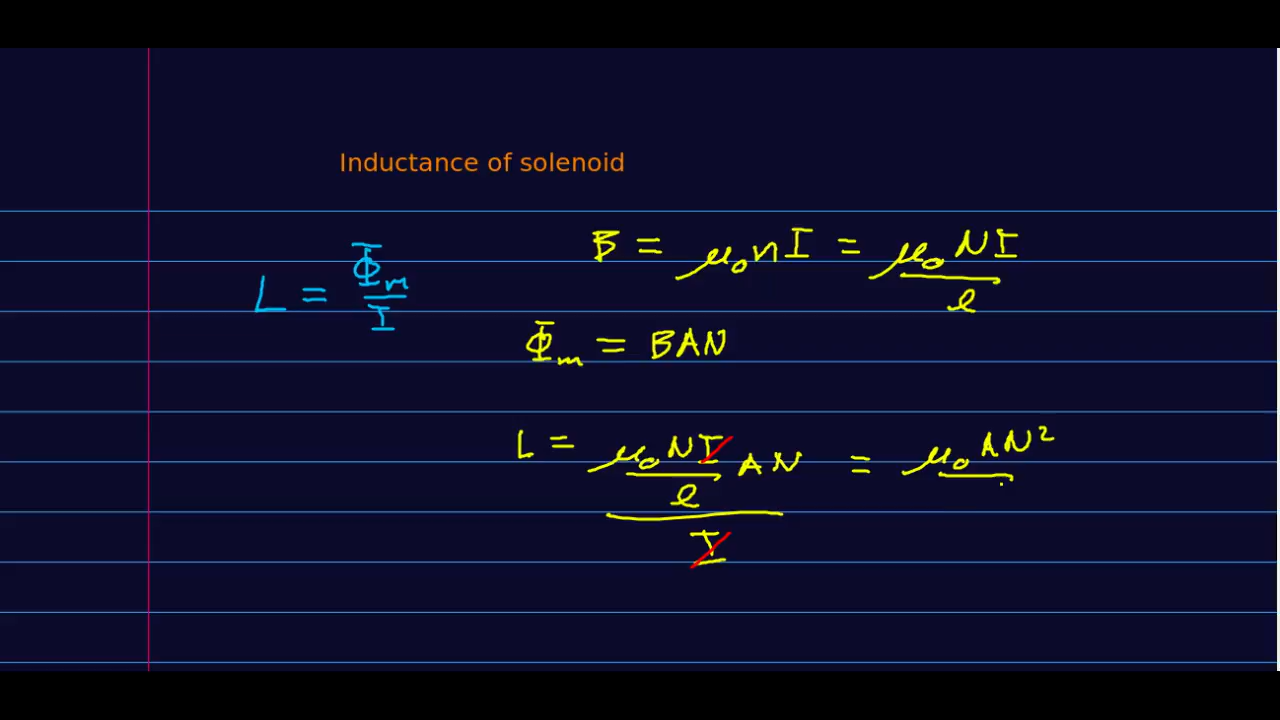 Inductance of solenoid
B = μ₀nI = μ₀NI / ℓ
L = Φₘ / I
Φₘ = BAN
L = (μ₀NI / ℓ) AN / I = μ₀AN² /